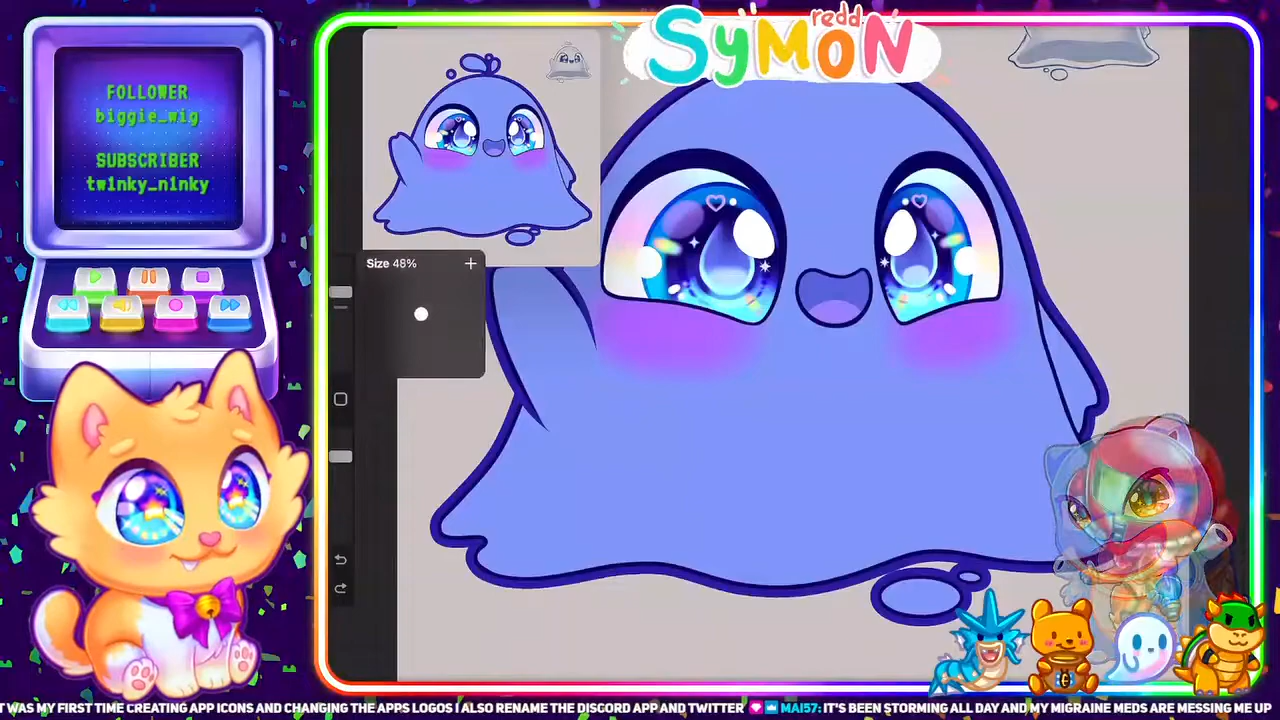 FOLLOWER
biggie_wig
SUBSCRIBER
tw1nky_n1nky
redd
SyMON
Size 48%
T WAS MY FIRST TIME CREATING APP ICONS AND CHANGING THE APPS LOGOS I ALSO RENAME THE DISCORD APP AND TWITTER MAI57: IT'S BEEN STORMING ALL DAY AND MY MIGRAINE MEDS ARE MESSING ME UP